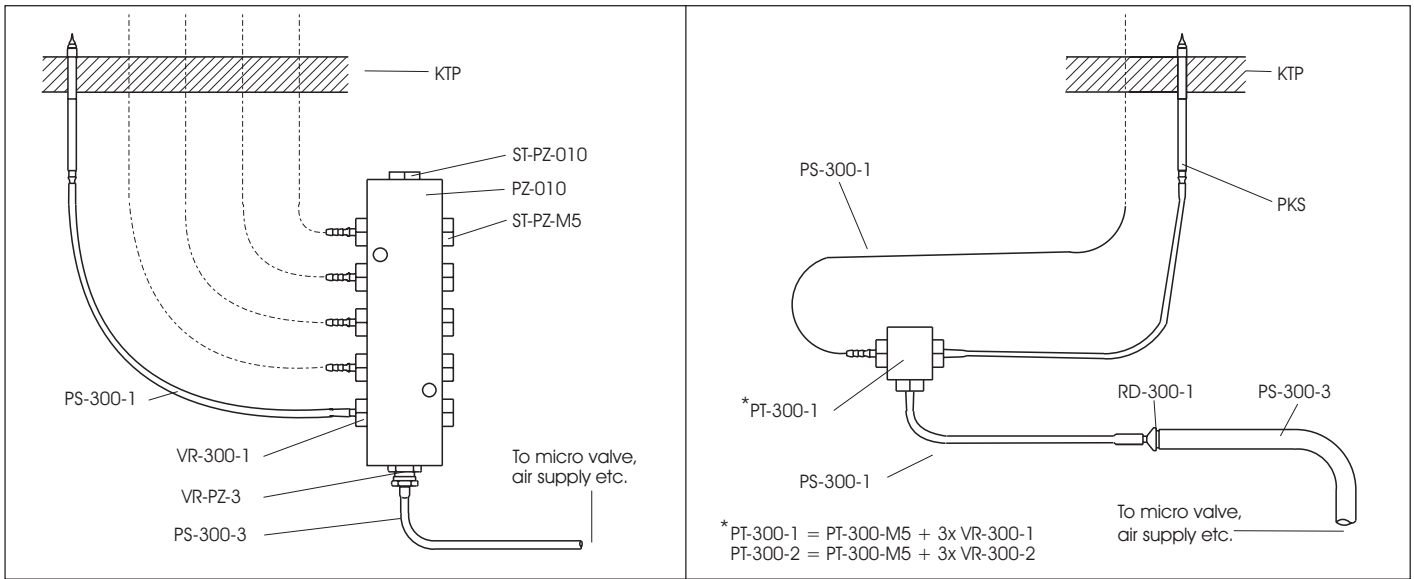 KTP
ST-PZ-010
PZ-010
ST-PZ-M5
PS-300-1
VR-300-1
VR-PZ-3
PS-300-3
To micro valve,
air supply etc.
KTP
PS-300-1
PKS
*PT-300-1
RD-300-1
PS-300-3
PS-300-1
To micro valve,
air supply etc.
*PT-300-1 = PT-300-M5 + 3x VR-300-1
PT-300-2 = PT-300-M5 + 3x VR-300-2